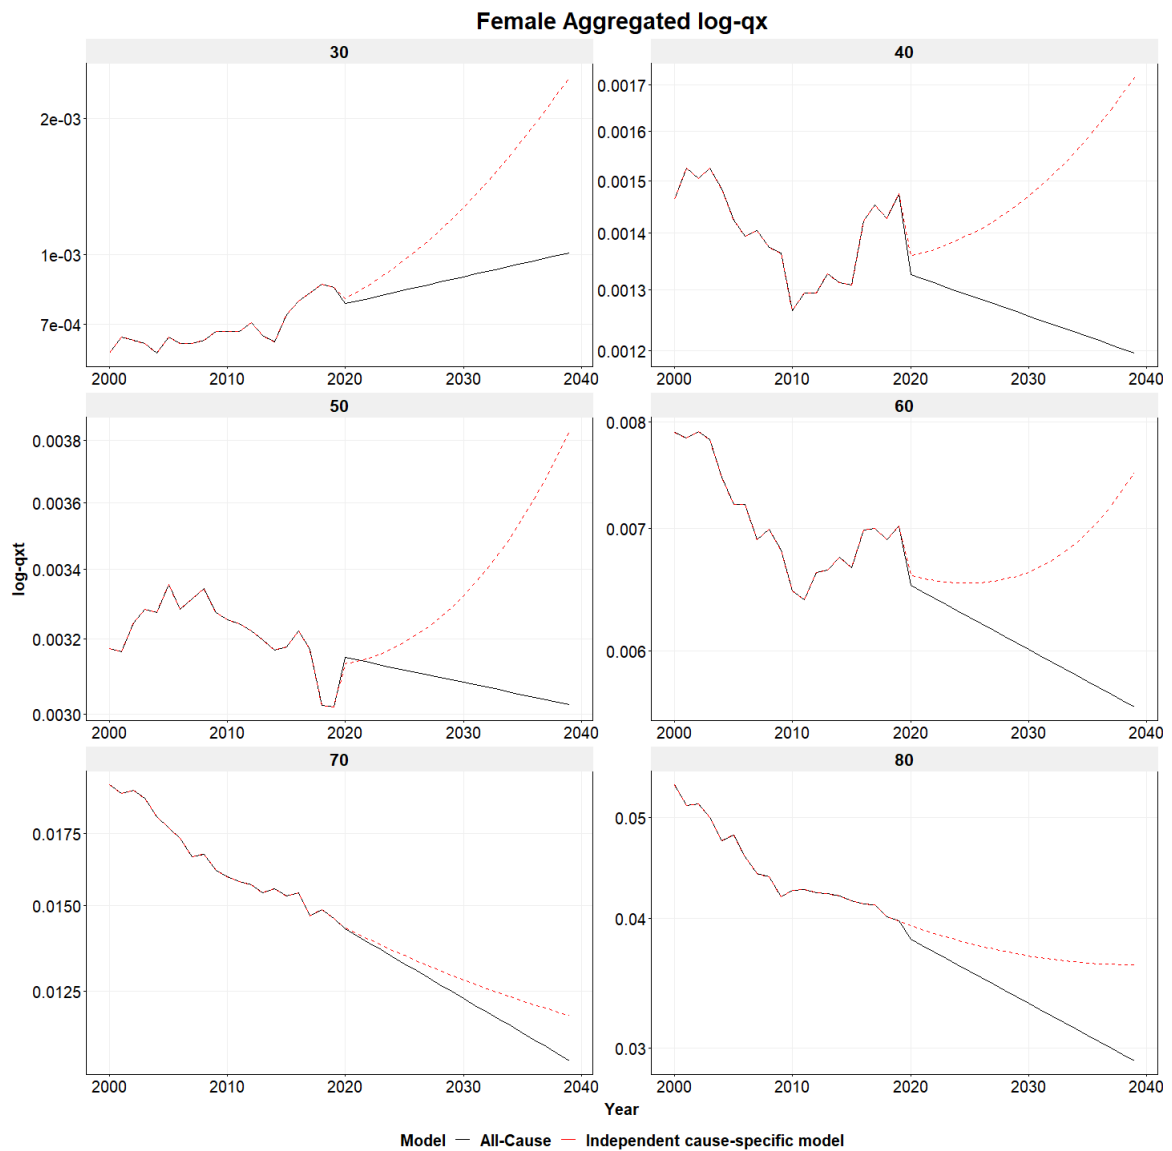 Female Aggregated log-qx
30
40
2e-03
1e-03
7e-04
2000 2010 2020 2030 2040
0.0017
0.0016
0.0015
0.0014
0.0013
0.0012
2000 2010 2020 2030 2040
50
60
0.0038
0.0036
0.0034
0.0032
0.0030
2000 2010 2020 2030 2040
0.008
0.007
0.006
2000 2010 2020 2030 2040
log-qxt
70
80
0.0175
0.0150
0.0125
2000 2010 2020 2030 2040
0.05
0.04
0.03
2000 2010 2020 2030 2040
Year
Model All-Cause Independent cause-specific model